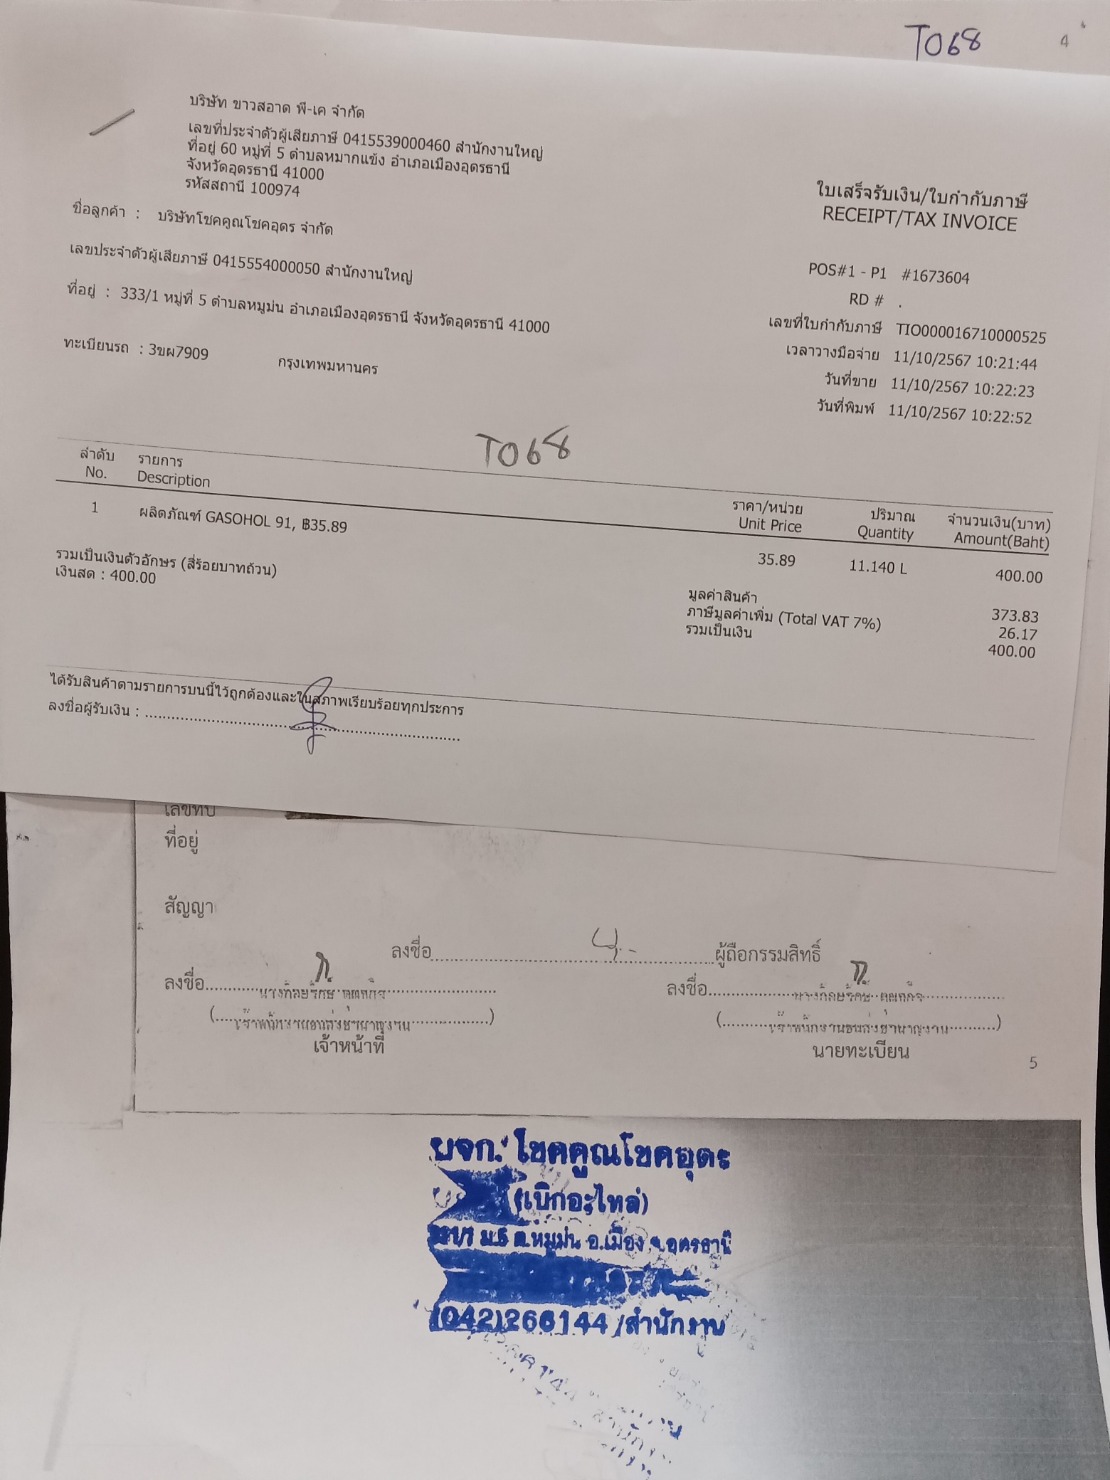 T068
4
บริษัท ขาวสอาด พี-เค จำกัด
เลขที่ประจำตัวผู้เสียภาษี 0415539000460 สำนักงานใหญ่
ที่อยู่ 60 หมู่ที่ 5 ตำบลหมากแข้ง อำเภอเมืองอุดรธานี
จังหวัดอุดรธานี 41000
รหัสสถานี 100974
ใบเสร็จรับเงิน/ใบกำกับภาษี
RECEIPT/TAX INVOICE
ชื่อลูกค้า : บริษัทโชคคูณโชคอุดร จำกัด
เลขประจำตัวผู้เสียภาษี 0415554000050 สำนักงานใหญ่
ที่อยู่ : 333/1 หมู่ที่ 5 ตำบลหมูม่น อำเภอเมืองอุดรธานี จังหวัดอุดรธานี 41000
ทะเบียนรถ : 3ขผ7909 กรุงเทพมหานคร
POS#1 - P1 #1673604
RD # .
เลขที่ใบกำกับภาษี TIO000016710000525
เวลาวางมือจ่าย 11/10/2567 10:21:44
วันที่ขาย 11/10/2567 10:22:23
วันที่พิมพ์ 11/10/2567 10:22:52
T068
ลำดับ รายการ ราคา/หน่วย ปริมาณ จำนวนเงิน(บาท)
No. Description Unit Price Quantity Amount(Baht)
1 ผลิตภัณฑ์ GASOHOL 91, ฿35.89 35.89 11.140 L 400.00
รวมเป็นเงินตัวอักษร (สี่ร้อยบาทถ้วน)
เงินสด : 400.00
มูลค่าสินค้า 373.83
ภาษีมูลค่าเพิ่ม (Total VAT 7%) 26.17
รวมเป็นเงิน 400.00
ได้รับสินค้าตามรายการบนนี้ไว้ถูกต้องและในสภาพเรียบร้อยทุกประการ
ลงชื่อผู้รับเงิน :
ที่อยู่
สัญญา
ลงชื่อ ผู้ถือกรรมสิทธิ์
ลงชื่อ ลงชื่อ
เจ้าหน้าที่ นายทะเบียน
5
บจก. โชคคูณโชคอุดร
(เบิกอะไหล่)
ม.5 ต.หมูม่น อ.เมือง จ.อุดรธานี
(042)266144 /สำนักงาน